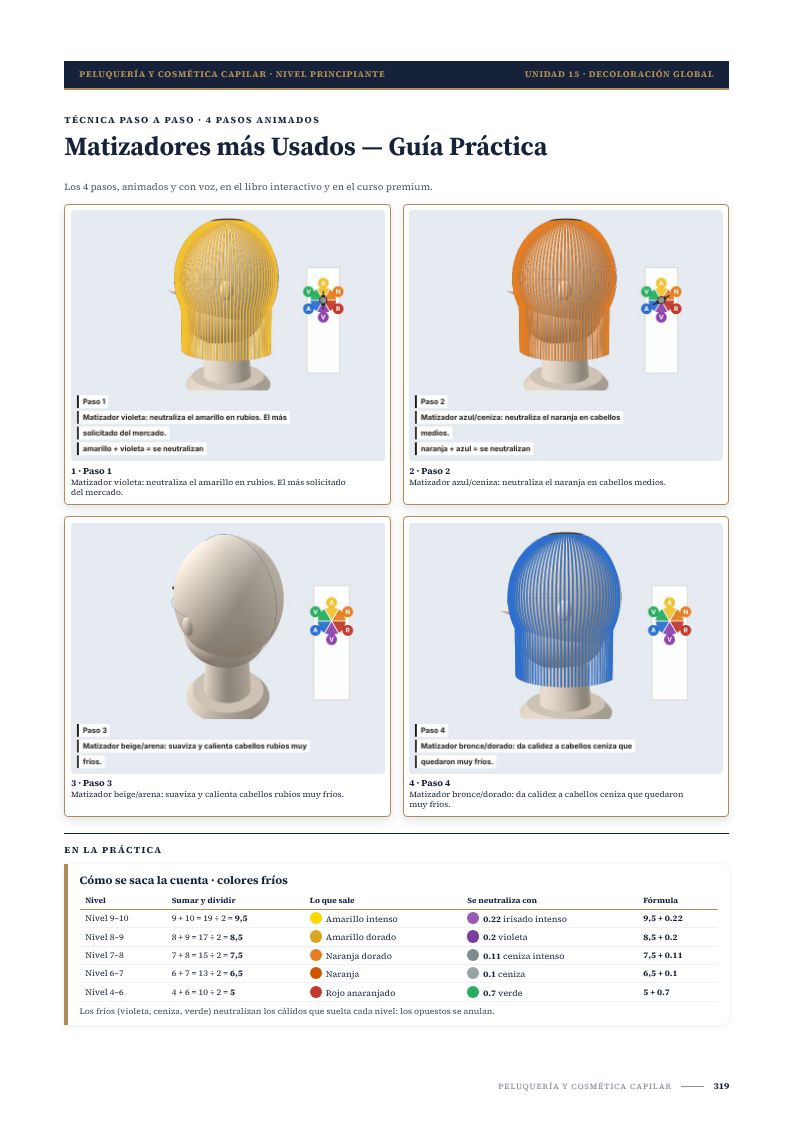 PELUQUERÍA Y COSMÉTICA CAPILAR · NIVEL PRINCIPIANTE
UNIDAD 15 · DECOLORACIÓN GLOBAL
TÉCNICA PASO A PASO · 4 PASOS ANIMADOS
Matizadores más Usados — Guía Práctica
Los 4 pasos, animados y con voz, en el libro interactivo y en el curso premium.
A
V N
A R
V
Paso 1
Matizador violeta: neutraliza el amarillo en rubios. El más
solicitado del mercado.
amarillo + violeta = se neutralizan
1 · Paso 1
Matizador violeta: neutraliza el amarillo en rubios. El más solicitado
del mercado.
A
V N
A R
V
Paso 2
Matizador azul/ceniza: neutraliza el naranja en cabellos
medios.
naranja + azul = se neutralizan
2 · Paso 2
Matizador azul/ceniza: neutraliza el naranja en cabellos medios.
A
V N
A R
V
Paso 3
Matizador beige/arena: suaviza y calienta cabellos rubios muy
fríos.
3 · Paso 3
Matizador beige/arena: suaviza y calienta cabellos rubios muy fríos.
A
V N
A R
V
Paso 4
Matizador bronce/dorado: da calidez a cabellos ceniza que
quedaron muy fríos.
4 · Paso 4
Matizador bronce/dorado: da calidez a cabellos ceniza que quedaron
muy fríos.
EN LA PRÁCTICA
Cómo se saca la cuenta · colores fríos
Nivel Sumar y dividir Lo que sale Se neutraliza con Fórmula
Nivel 9–10 9 + 10 = 19 ÷ 2 = 9,5 Amarillo intenso 0.22 irisado intenso 9,5 + 0.22
Nivel 8–9 8 + 9 = 17 ÷ 2 = 8,5 Amarillo dorado 0.2 violeta 8,5 + 0.2
Nivel 7–8 7 + 8 = 15 ÷ 2 = 7,5 Naranja dorado 0.11 ceniza intenso 7,5 + 0.11
Nivel 6–7 6 + 7 = 13 ÷ 2 = 6,5 Naranja 0.1 ceniza 6,5 + 0.1
Nivel 4–6 4 + 6 = 10 ÷ 2 = 5 Rojo anaranjado 0.7 verde 5 + 0.7
Los fríos (violeta, ceniza, verde) neutralizan los cálidos que suelta cada nivel: los opuestos se anulan.
PELUQUERÍA Y COSMÉTICA CAPILAR 319